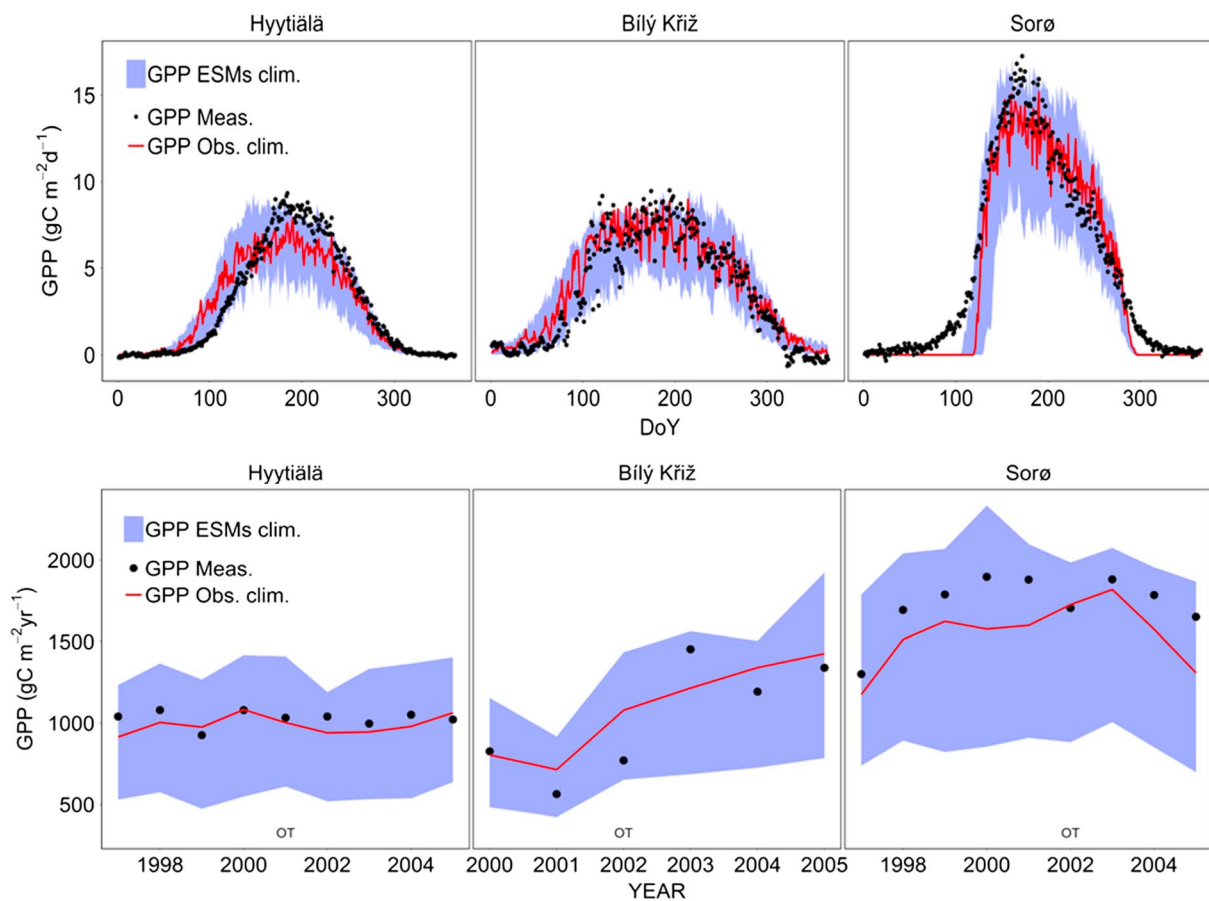 Hyytiälä Bílý Křiž Sorø
GPP ESMs clim.
GPP Meas.
GPP Obs. clim.
GPP (gC m−2d−1)
15
10
5
0
0 100 200 300 0 100 200 300 0 100 200 300
DoY
Hyytiälä Bílý Křiž Sorø
GPP ESMs clim.
GPP Meas.
GPP Obs. clim.
GPP (gC m−2yr−1)
2000
1500
1000
500
OT OT OT
1998 2000 2002 2004 2000 2001 2002 2003 2004 2005 1998 2000 2002 2004
YEAR